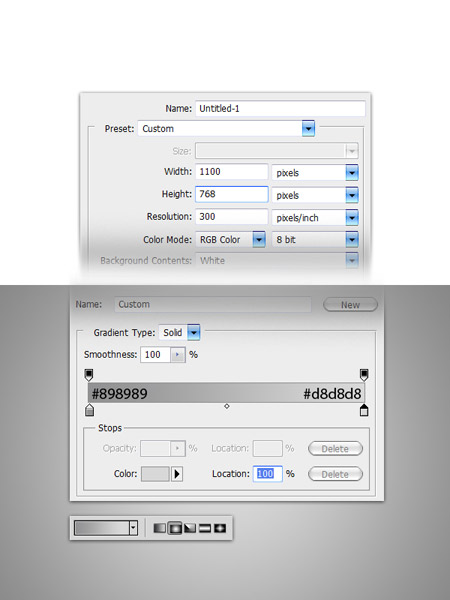 Name: Untitled-1
Preset: Custom
Size:
Width: 1100 pixels
Height: 768 pixels
Resolution: 300 pixels/inch
Color Mode: RGB Color 8 bit
Background Contents: White
Name: Custom New
Gradient Type: Solid
Smoothness: 100 %
#898989 #d8d8d8
Stops
Opacity: % Location: % Delete
Color: Location: 100 % Delete